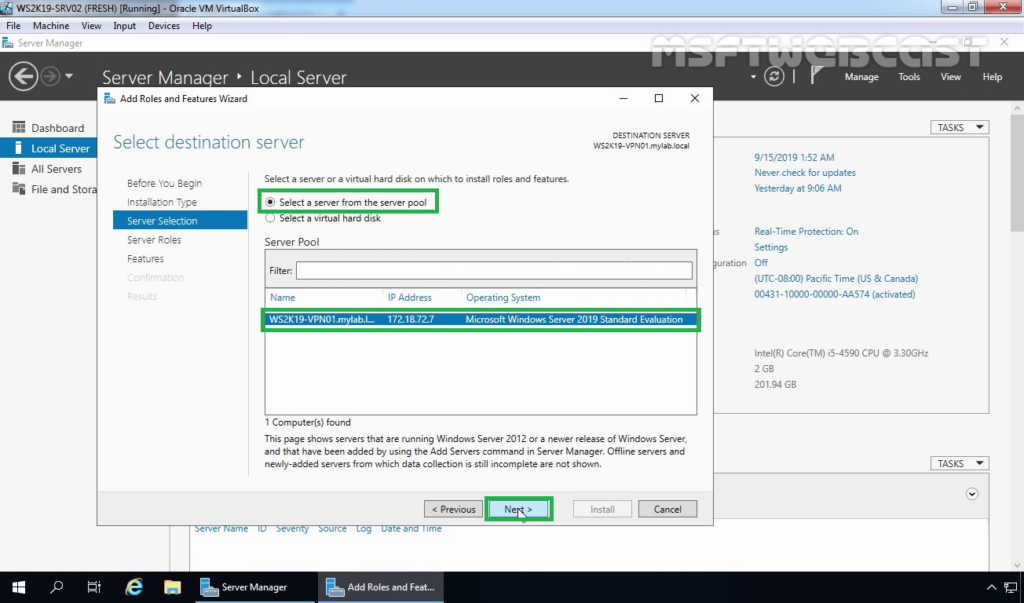 WS2K19-SRV02 (FRESH) [Running] - Oracle VM VirtualBox
File Machine View Input Devices Help
Server Manager
MSFTWEBCAST
Server Manager ‣ Local Server
Manage Tools View Help
Dashboard
Local Server
All Servers
File and Stora
Add Roles and Features Wizard
Select destination server
DESTINATION SERVER
WS2K19-VPN01.mylab.local
Before You Begin
Installation Type
Server Selection
Server Roles
Features
Confirmation
Results
Select a server or a virtual hard disk on which to install roles and features.
Select a server from the server pool
Select a virtual hard disk
Server Pool
Filter:
Name IP Address Operating System
WS2K19-VPN01.mylab.l... 172.18.72.7 Microsoft Windows Server 2019 Standard Evaluation
1 Computer(s) found
This page shows servers that are running Windows Server 2012 or a newer release of Windows Server,
and that have been added by using the Add Servers command in Server Manager. Offline servers and
newly-added servers from which data collection is still incomplete are not shown.
< Previous Next > Install Cancel
TASKS
9/15/2019 1:52 AM
Never check for updates
Yesterday at 9:06 AM
us Real-Time Protection: On
Settings
guration Off
(UTC-08:00) Pacific Time (US & Canada)
00431-10000-00000-AA574 (activated)
Intel(R) Core(TM) i5-4590 CPU @ 3.30GHz
2 GB
201.94 GB
TASKS
Server Name ID Severity Source Log Date and Time
Server Manager
Add Roles and Feat...